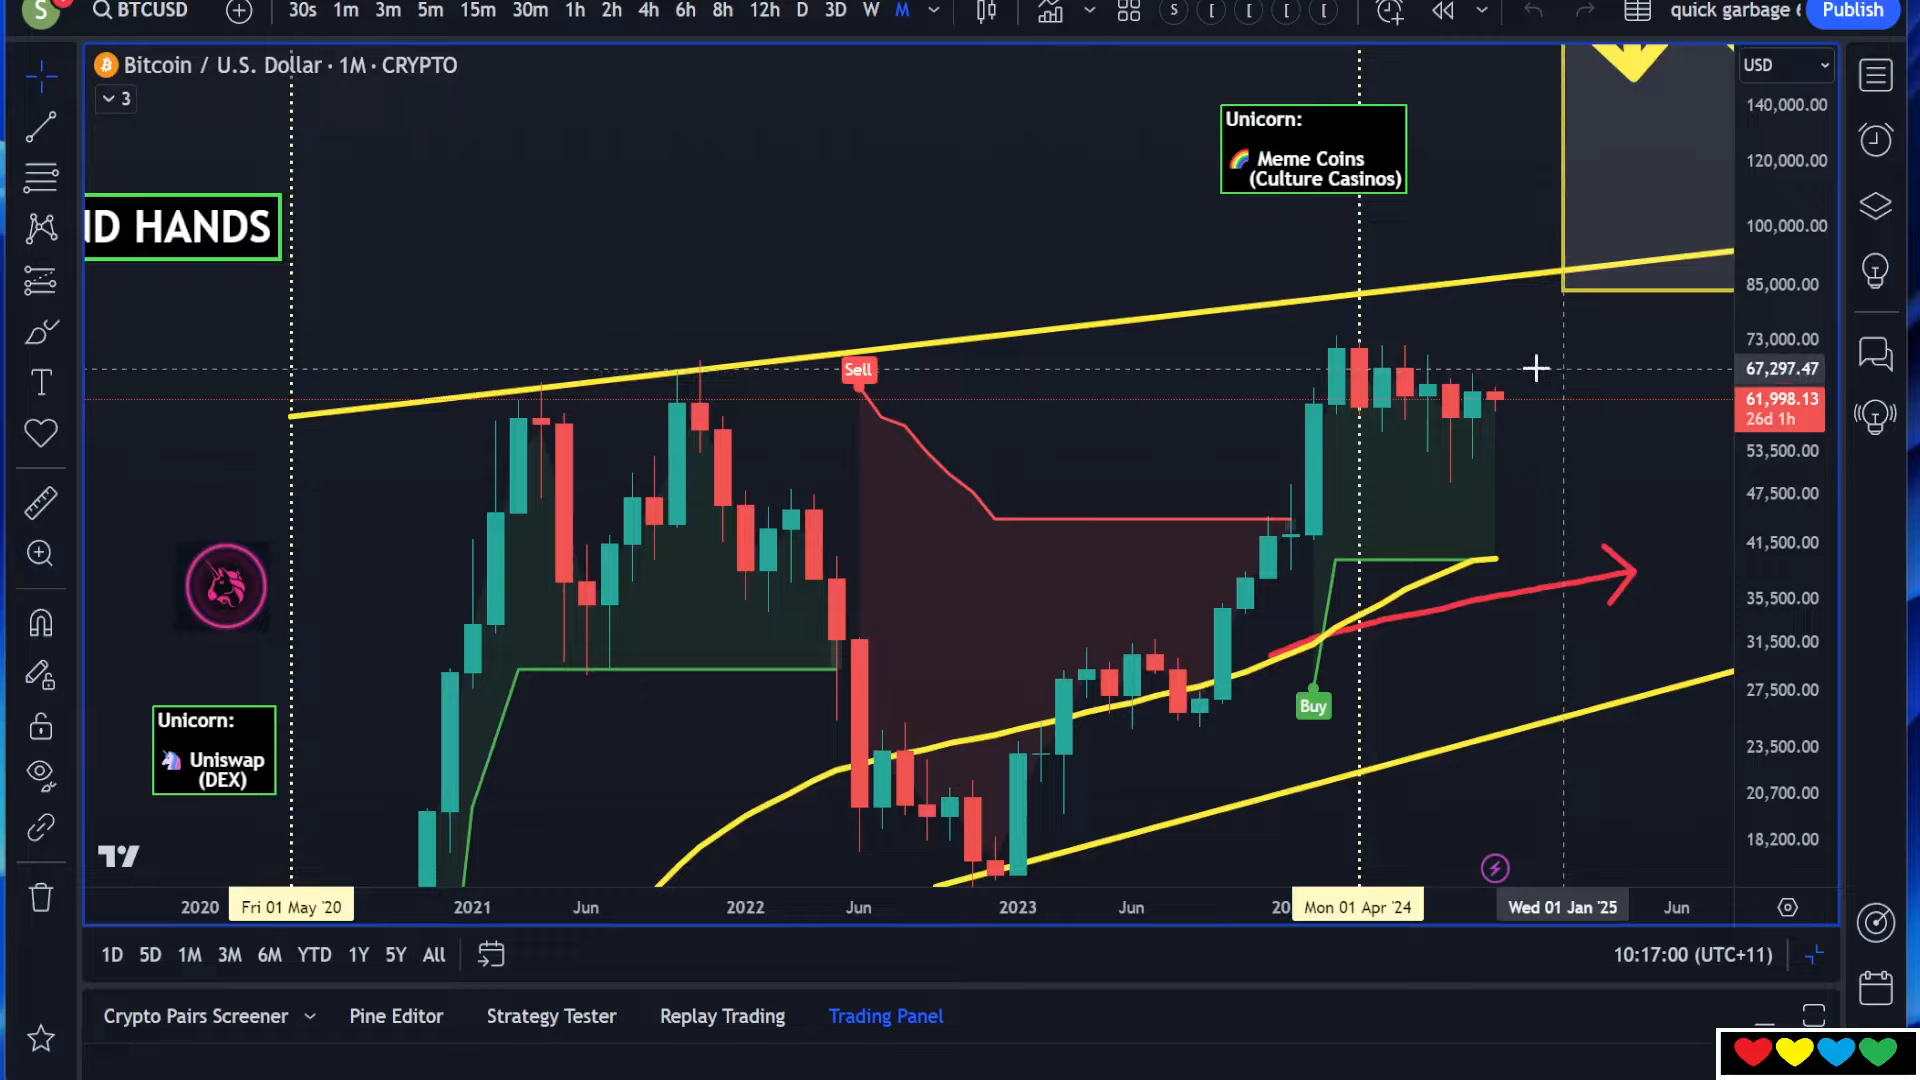 S
BTCUSD
30s 1m 3m 5m 15m 30m 1h 2h 4h 6h 8h 12h D 3D W M
S [ [ [ [
quick garbage
Publish
Bitcoin / U.S. Dollar · 1M · CRYPTO
3
USD
ND HANDS
Unicorn:
🌈 Meme Coins
(Culture Casinos)
Sell
Buy
Unicorn:
🦄 Uniswap
(DEX)
140,000.00
120,000.00
100,000.00
85,000.00
73,000.00
67,297.47
61,998.13
26d 1h
53,500.00
47,500.00
41,500.00
35,500.00
31,500.00
27,500.00
23,500.00
20,700.00
18,200.00
2020
Fri 01 May '20
2021
Jun
2022
Jun
2023
Jun
20
Mon 01 Apr '24
Wed 01 Jan '25
Jun
1D 5D 1M 3M 6M YTD 1Y 5Y All
10:17:00 (UTC+11)
Crypto Pairs Screener
Pine Editor
Strategy Tester
Replay Trading
Trading Panel